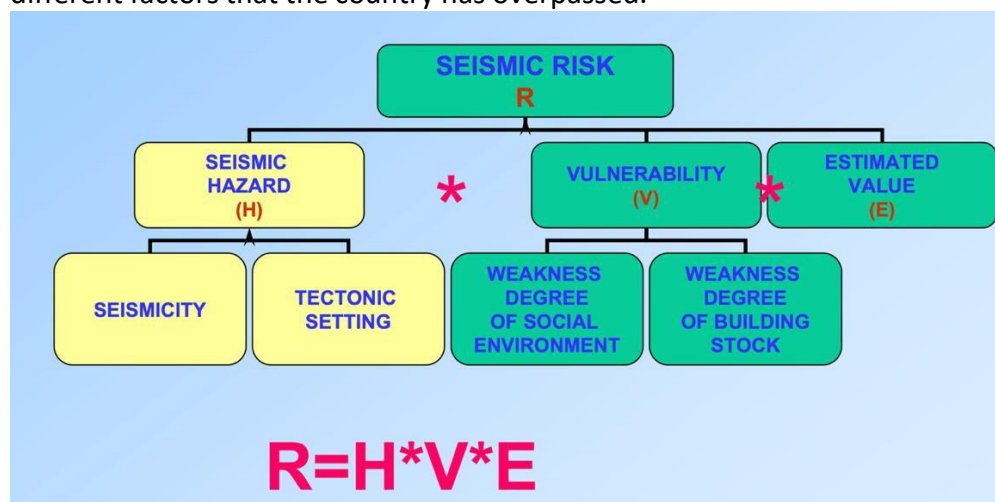 different factors that the country has overpassed.
SEISMIC RISK
R
SEISMIC
HAZARD
(H)
*
VULNERABILITY
(V)
*
ESTIMATED
VALUE
(E)
SEISMICITY
TECTONIC
SETTING
WEAKNESS
DEGREE
OF SOCIAL
ENVIRONMENT
WEAKNESS
DEGREE
OF BUILDING
STOCK
R=H*V*E